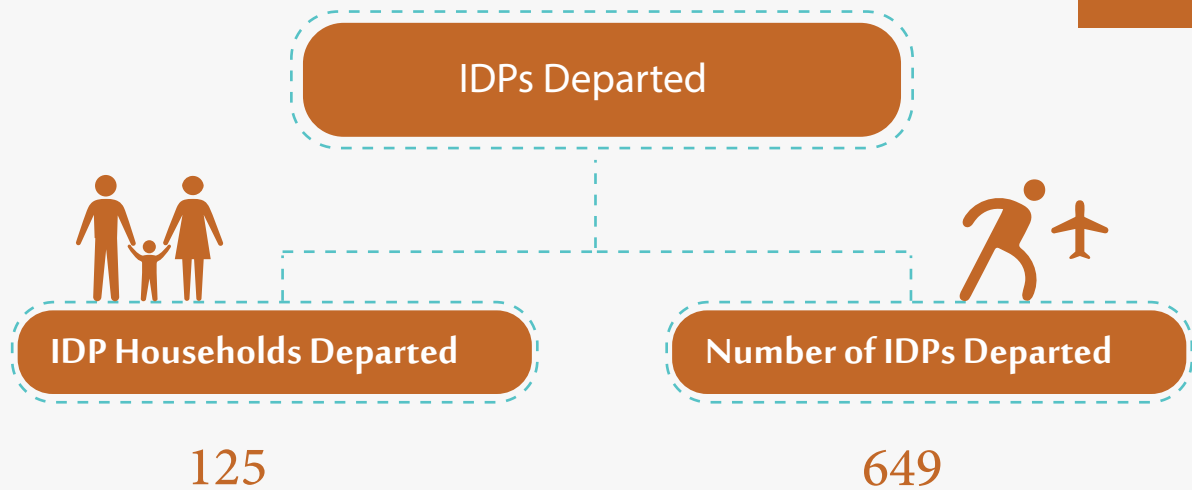 IDPs Departed
IDP Households Departed
Number of IDPs Departed
125
649